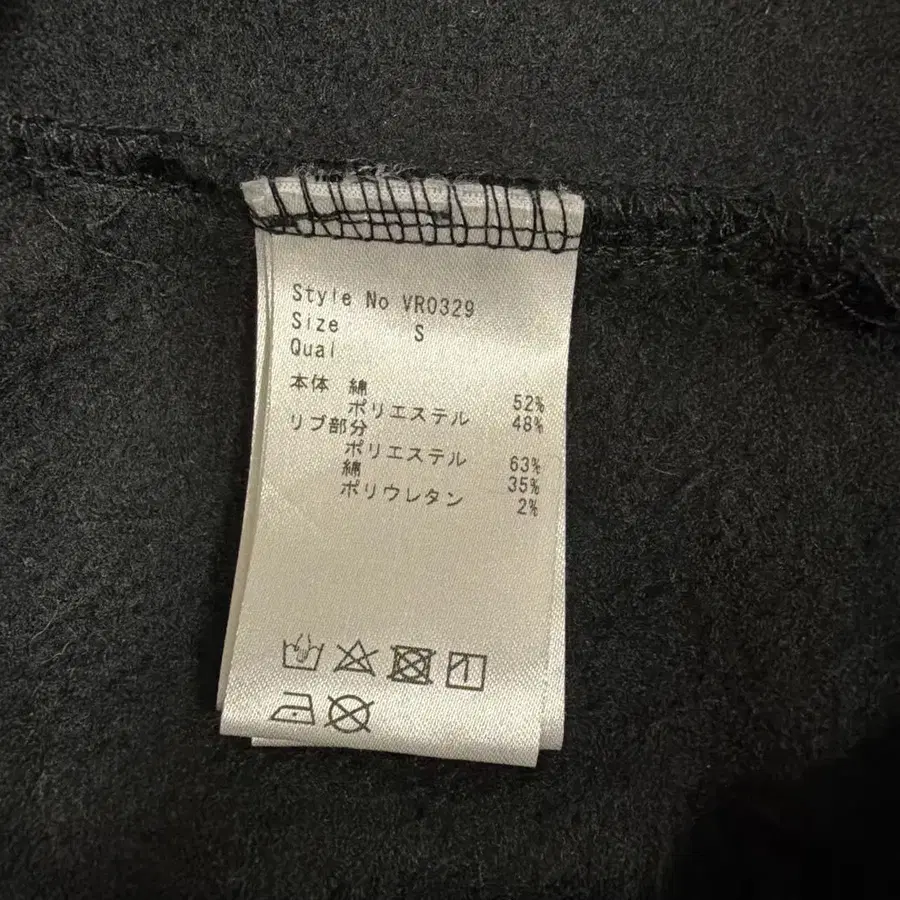 Style No VR0329
Size S
Qual
本体 綿 52%
ポリエステル 48%
リブ部分
ポリエステル 63%
綿 35%
ポリウレタン 2%